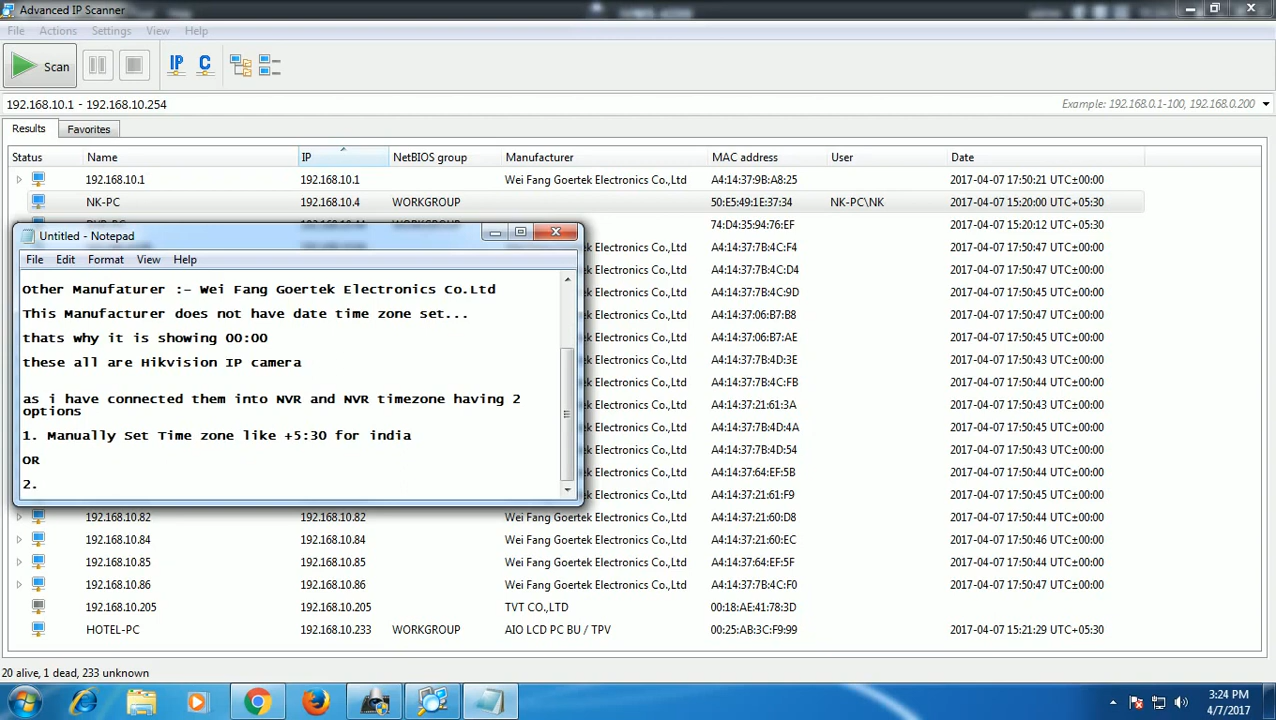 Advanced IP Scanner
File Actions Settings View Help
Scan IP C
192.168.10.1 - 192.168.10.254 Example: 192.168.0.1-100, 192.168.0.200
Results Favorites
Status Name IP NetBIOS group Manufacturer MAC address User Date
192.168.10.1 192.168.10.1 Wei Fang Goertek Electronics Co.,Ltd A4:14:37:9B:A8:25 2017-04-07 17:50:21 UTC±00:00
NK-PC 192.168.10.4 WORKGROUP 50:E5:49:1E:37:34 NK-PC\NK 2017-04-07 15:20:00 UTC+05:30
74:D4:35:94:76:EF 2017-04-07 15:20:12 UTC+05:30
Untitled - Notepad
File Edit Format View Help
Other Manufaturer :- Wei Fang Goertek Electronics Co.Ltd
This Manufacturer does not have date time zone set...
thats why it is showing 00:00
these all are Hikvision IP camera
as i have connected them into NVR and NVR timezone having 2
options
1. Manually Set Time zone like +5:30 for india
OR
2.
ek Electronics Co.,Ltd A4:14:37:7B:4C:F4 2017-04-07 17:50:44 UTC±00:00
ek Electronics Co.,Ltd A4:14:37:7B:4C:D4 2017-04-07 17:50:44 UTC±00:00
ek Electronics Co.,Ltd A4:14:37:7B:4C:9D 2017-04-07 17:50:45 UTC±00:00
ek Electronics Co.,Ltd A4:14:37:06:B7:B8 2017-04-07 17:50:44 UTC±00:00
ek Electronics Co.,Ltd A4:14:37:06:B7:AE 2017-04-07 17:50:45 UTC±00:00
ek Electronics Co.,Ltd A4:14:37:7B:4D:3E 2017-04-07 17:50:43 UTC±00:00
ek Electronics Co.,Ltd A4:14:37:7B:4C:FB 2017-04-07 17:50:44 UTC±00:00
ek Electronics Co.,Ltd A4:14:37:21:61:3A 2017-04-07 17:50:44 UTC±00:00
ek Electronics Co.,Ltd A4:14:37:7B:4D:4A 2017-04-07 17:50:44 UTC±00:00
ek Electronics Co.,Ltd A4:14:37:7B:4D:54 2017-04-07 17:50:43 UTC±00:00
ek Electronics Co.,Ltd A4:14:37:64:EF:5B 2017-04-07 17:50:44 UTC±00:00
ek Electronics Co.,Ltd A4:14:37:21:61:F9 2017-04-07 17:50:45 UTC±00:00
192.168.10.82 192.168.10.82 Wei Fang Goertek Electronics Co.,Ltd A4:14:37:21:60:D8 2017-04-07 17:50:44 UTC±00:00
192.168.10.84 192.168.10.84 Wei Fang Goertek Electronics Co.,Ltd A4:14:37:21:60:EC 2017-04-07 17:50:46 UTC±00:00
192.168.10.85 192.168.10.85 Wei Fang Goertek Electronics Co.,Ltd A4:14:37:64:EF:5F 2017-04-07 17:50:44 UTC±00:00
192.168.10.86 192.168.10.86 Wei Fang Goertek Electronics Co.,Ltd A4:14:37:7B:4C:F0 2017-04-07 17:50:47 UTC±00:00
192.168.10.205 192.168.10.205 TVT CO.,LTD 00:18:AE:41:78:3D
HOTEL-PC 192.168.10.233 WORKGROUP AIO LCD PC BU / TPV 00:25:AB:3C:F9:99 2017-04-07 15:21:29 UTC+05:30
20 alive, 1 dead, 233 unknown
3:24 PM
4/7/2017